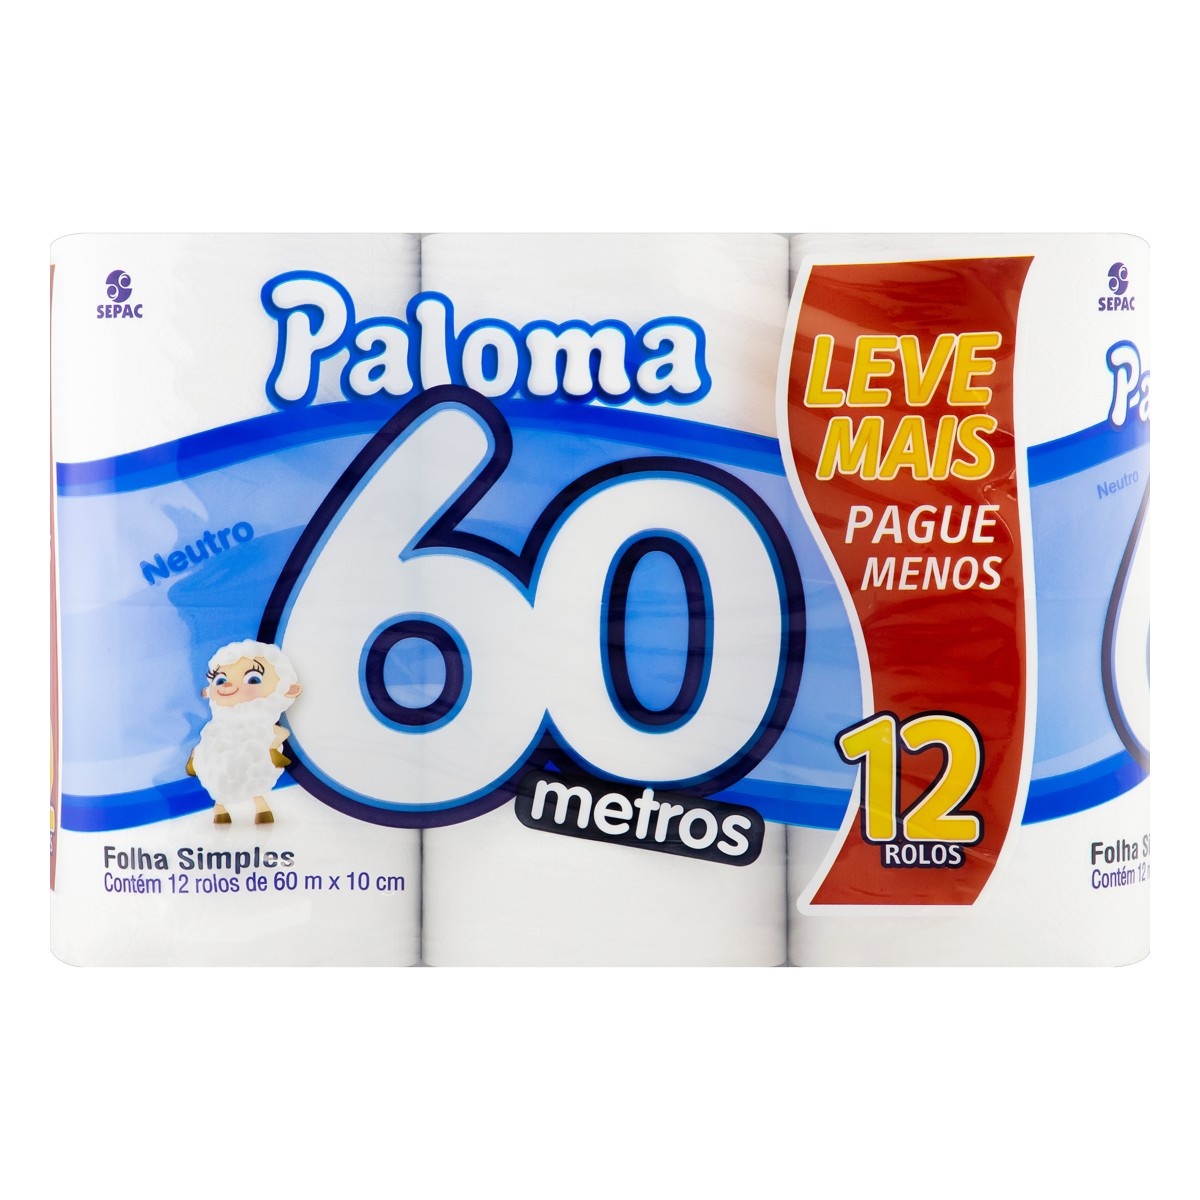 SEPAC
Paloma
Neutro
60
metros
Folha Simples
Contém 12 rolos de 60 m x 10 cm
LEVE
MAIS
PAGUE
MENOS
12
ROLOS
SEPAC
Neutro